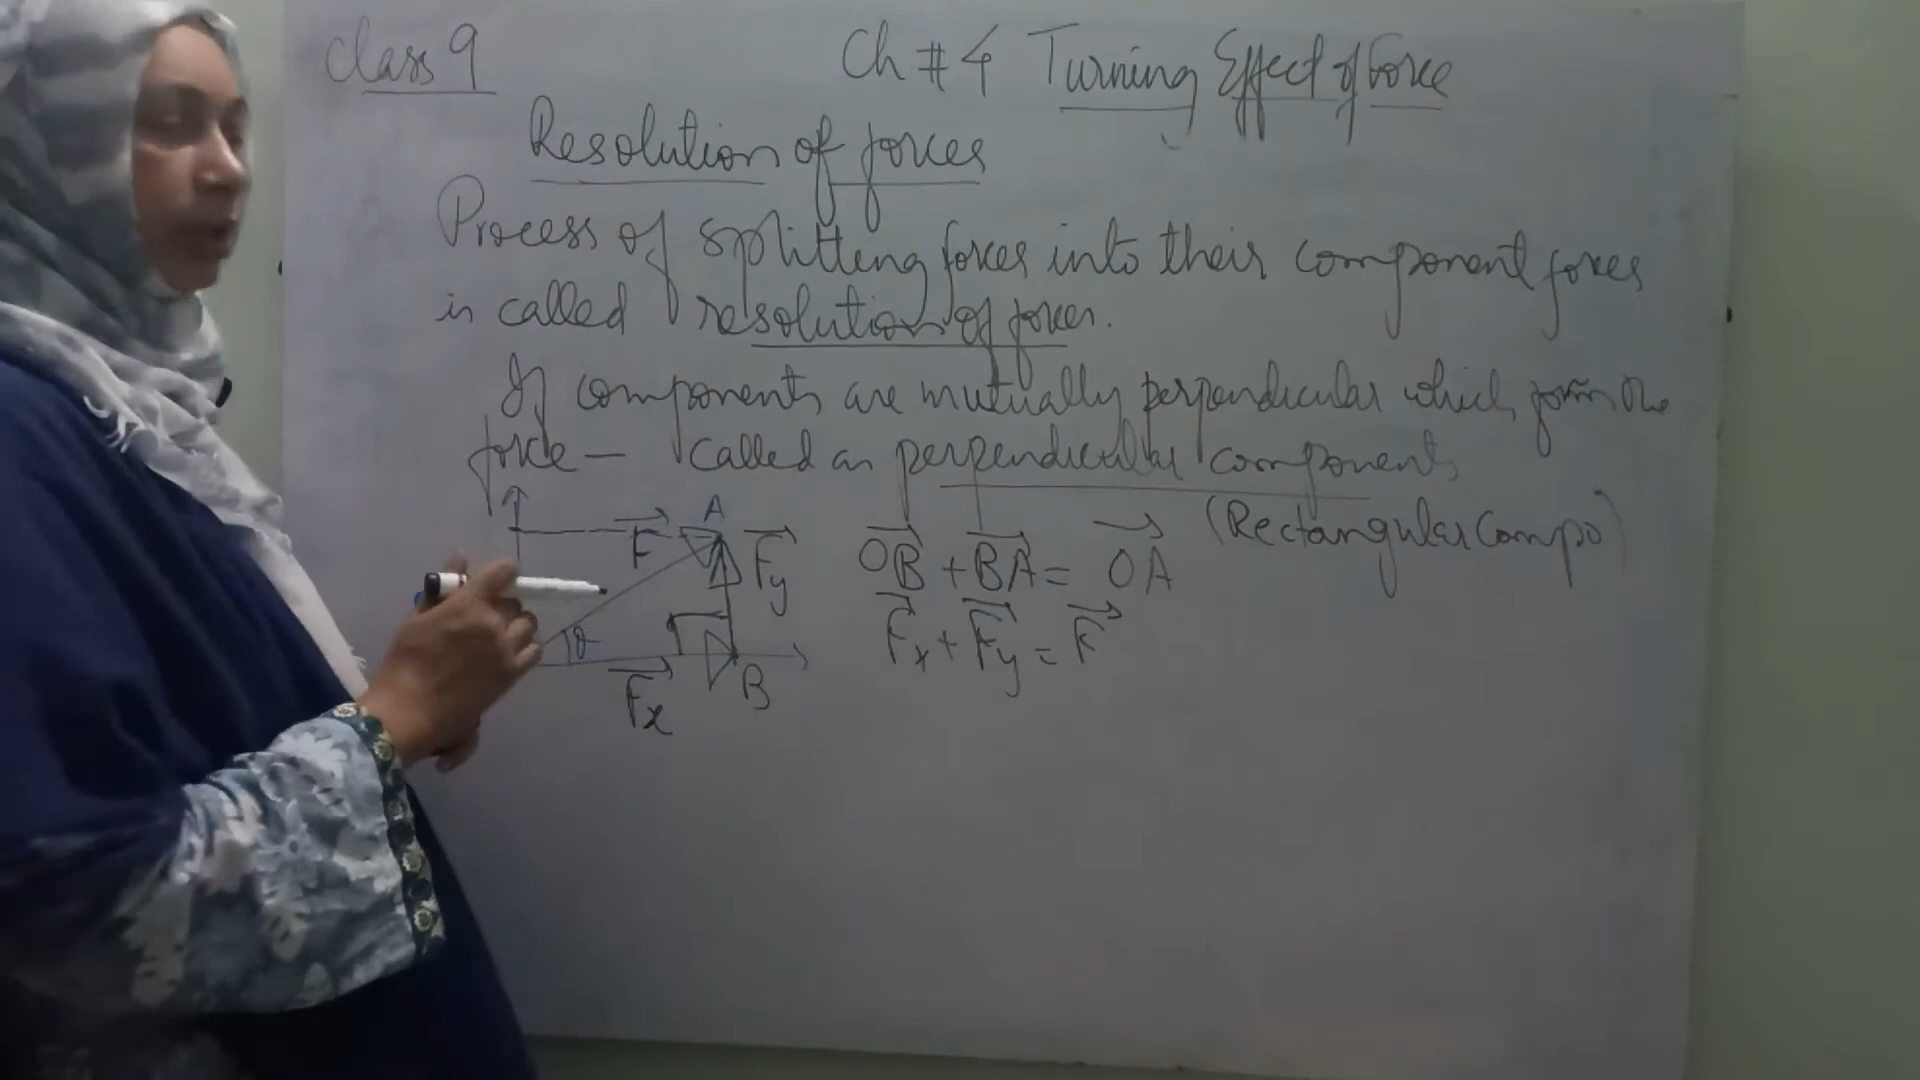 Class 9
Ch # 4 Turning Effect of Force
Resolution of forces
Process of splitting forces into their component forces
is called resolution of forces.
If components are mutually perpendicular which form the
force — called as perpendicular components
(Rectangular Compo)
A
F
Fy
OB + BA = OA
Fx + Fy = F
θ
B
Fx